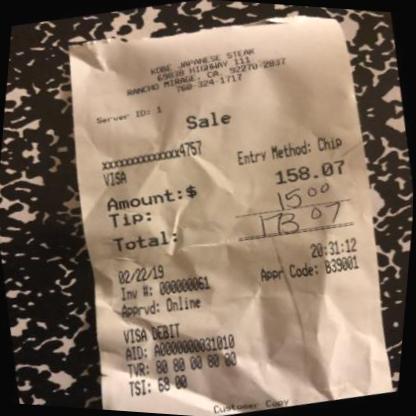 KOBE JAPANESE STEAK
69838 HIGHWAY 111
RANCHO MIRAGE, CA. 92270-2837
760-324-1717
Server ID: 1
Sale
xxxxxxxxxxxx4757
VISA Entry Method: Chip
Amount:$ 158.07
Tip: 15 00
Total: 173 07
02/22/19 20:31:12
Inv #: 000000061 Appr Code: B39001
Apprvd: Online
VISA DEBIT
AID: A0000000031010
TVR: 80 80 00 80 00
TSI: 68 00
Customer Copy